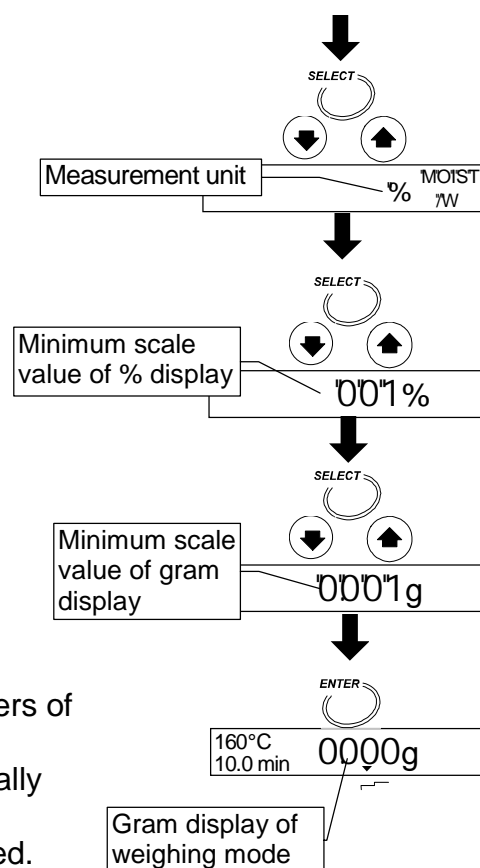 SELECT
Measurement unit
% MOIST
/W
SELECT
Minimum scale
value of % display
0.01%
SELECT
Minimum scale
value of gram
display
0.001g
ENTER
ers of
160°C
10.0 min
0.000g
ally
Gram display of
ed.
weighing mode